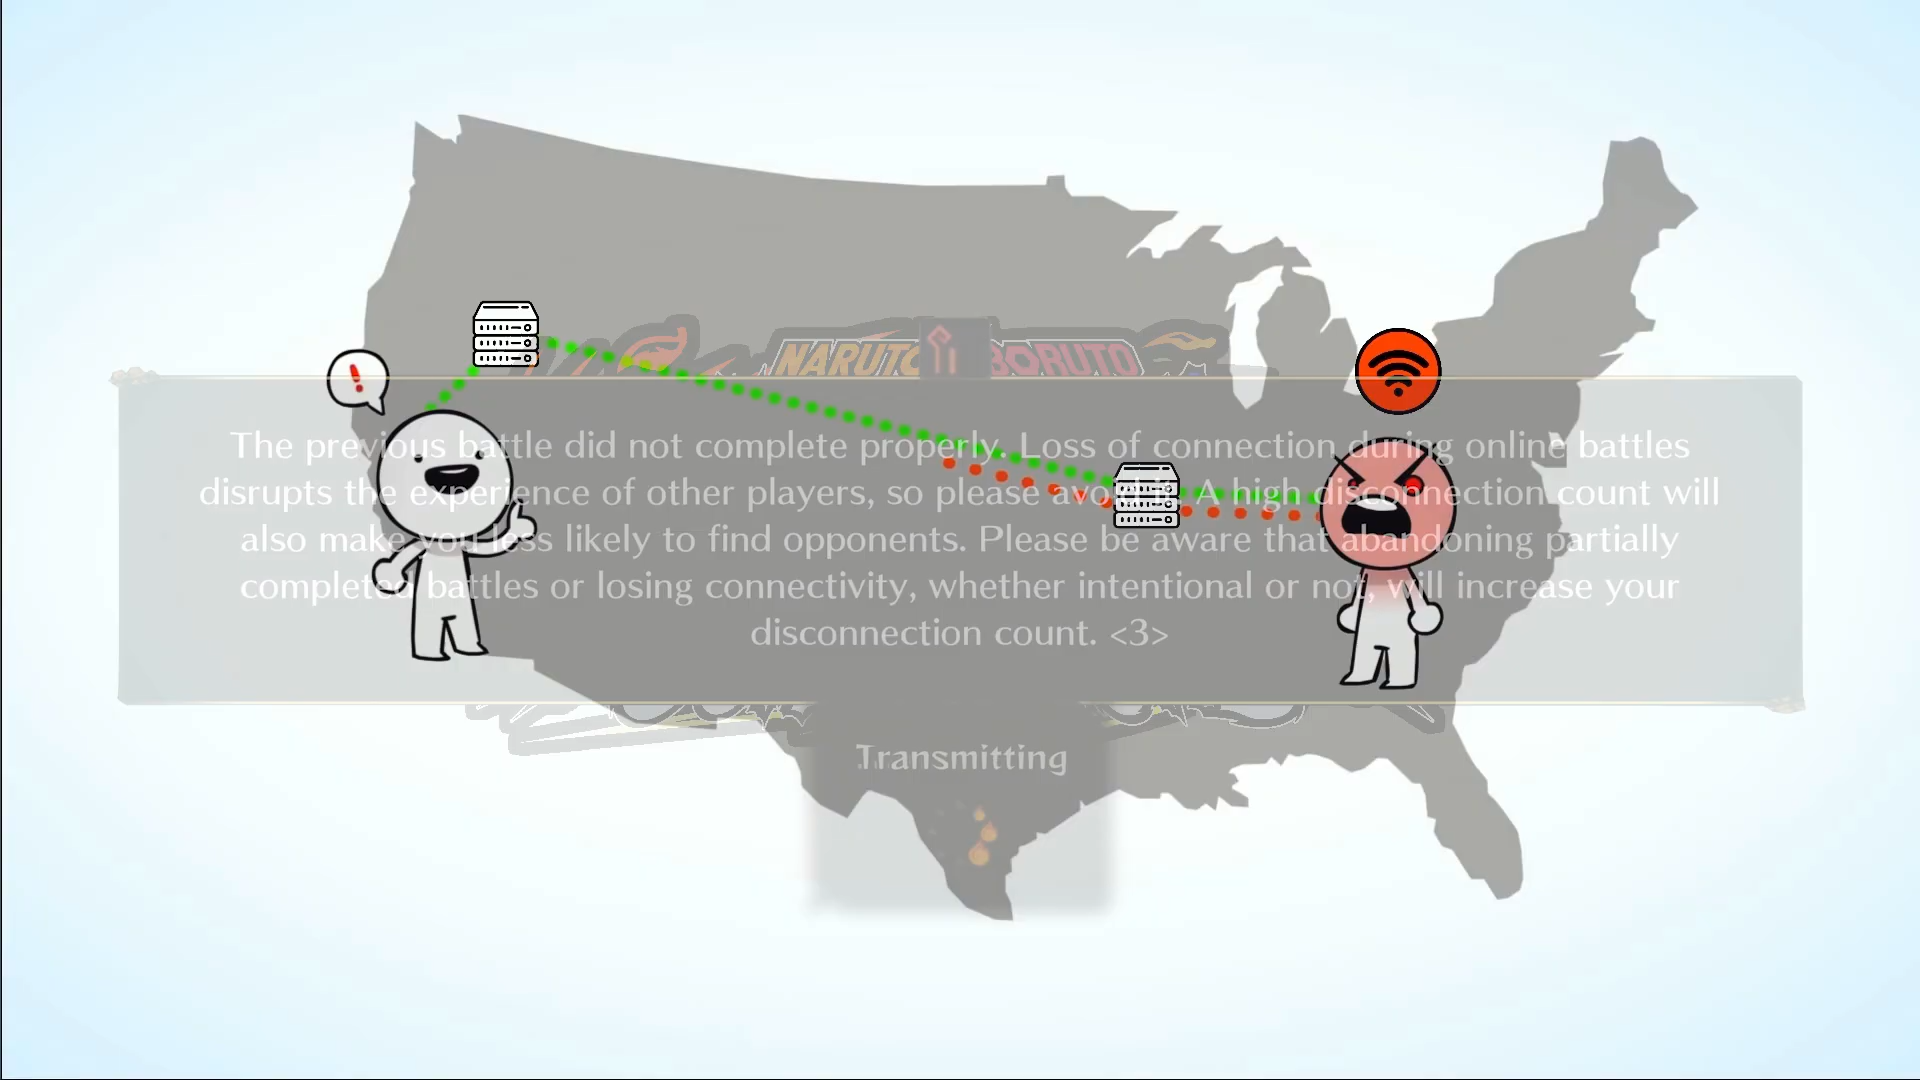 NARUTO BORUTO
!
The previous battle did not complete properly. Loss of connection during online battles
disrupts the experience of other players, so please avoid it. A high disconnection count will
also make you less likely to find opponents. Please be aware that abandoning partially
completed battles or losing connectivity, whether intentional or not, will increase your
disconnection count. <3>
Transmitting